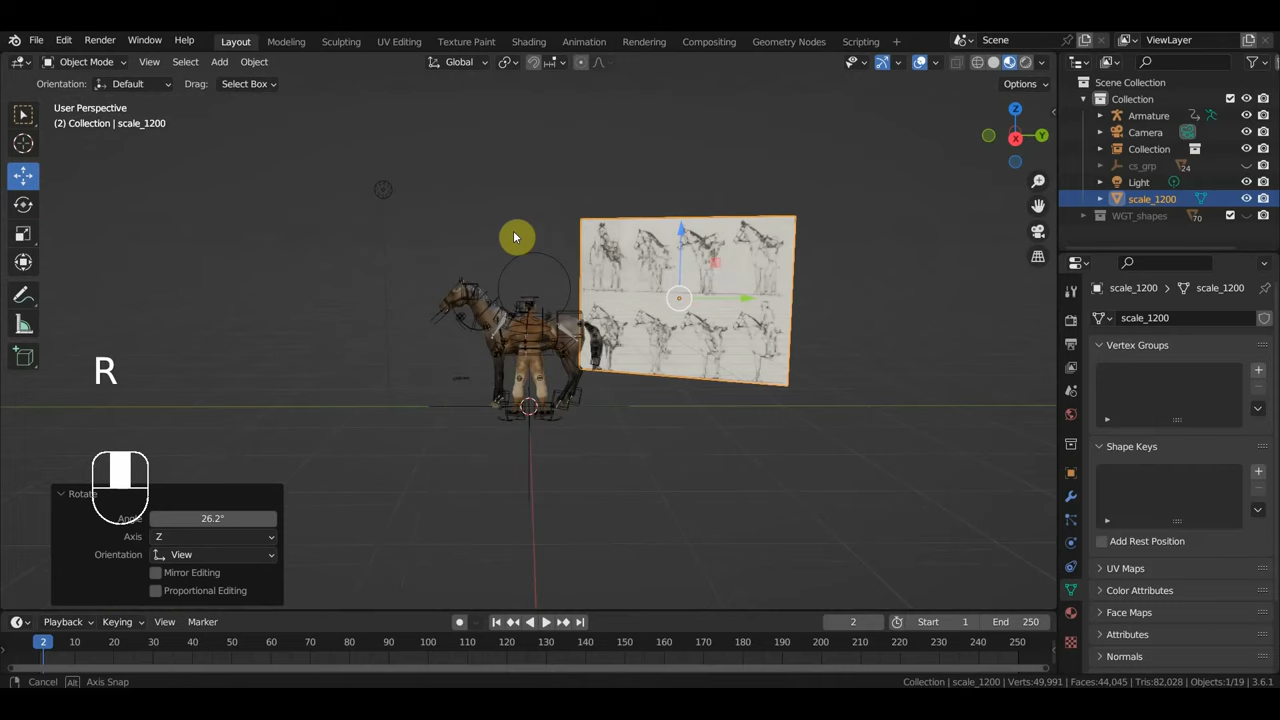 File Edit Render Window Help Layout Modeling Sculpting UV Editing Texture Paint Shading Animation Rendering Compositing Geometry Nodes Scripting + Scene ViewLayer
Object Mode View Select Add Object Global Options
Orientation: Default Drag: Select Box
User Perspective
(2) Collection | scale_1200
Z
Y
X
R
Rotate
Angle 26.2°
Axis Z
Orientation View
Mirror Editing
Proportional Editing
Scene Collection
Collection
Armature
Camera
Collection
cs_grp 24
Light
scale_1200
WGT_shapes 70
scale_1200 > scale_1200
scale_1200
Vertex Groups
Shape Keys
Add Rest Position
UV Maps
Color Attributes
Face Maps
Attributes
Normals
Playback Keying View Marker 2 Start 1 End 250
2 10 20 30 40 50 60 70 80 90 100 110 120 130 140 150 160 170 180 190 200 210 220 230 240 250
Cancel Alt Axis Snap Collection | scale_1200 | Verts:49,991 | Faces:44,045 | Tris:82,028 | Objects:1/19 | 3.6.1